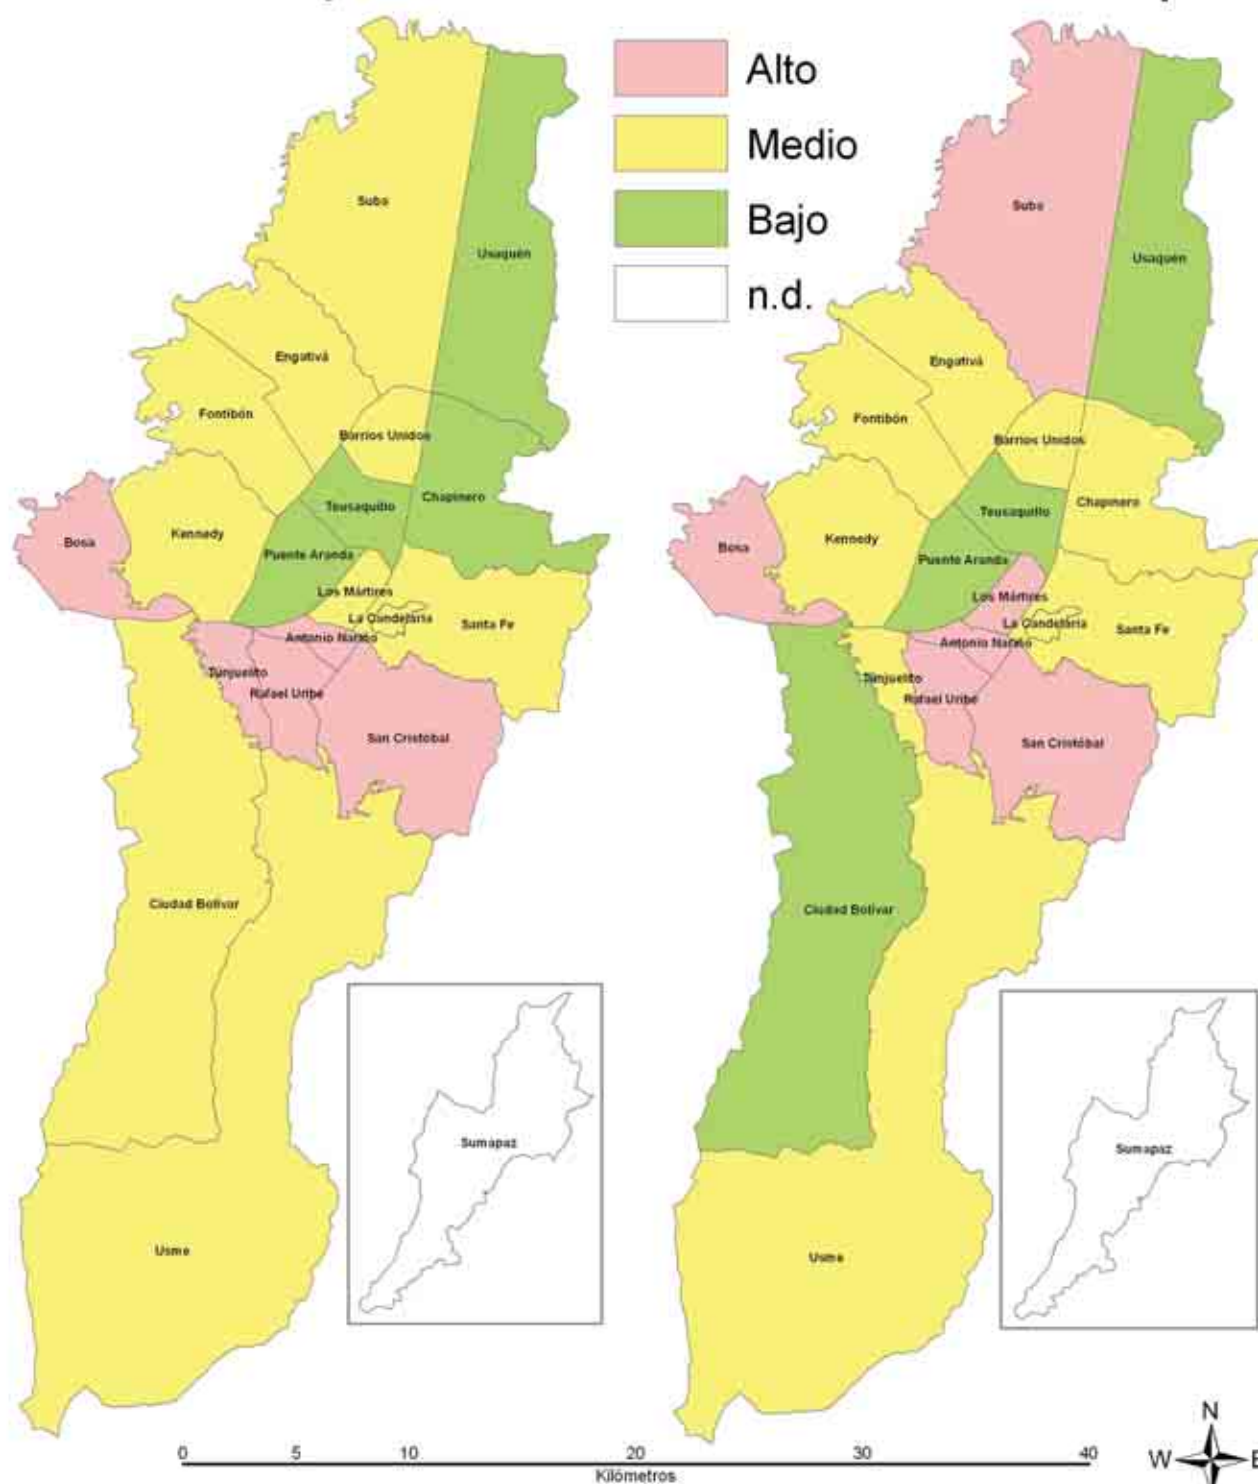 Alto
Medio
Bajo
n.d.
Suba
Usaquén
Engativá
Fontibón
Barrios Unidos
Teusaquillo
Chapinero
Kennedy
Bosa
Puente Aranda
Los Mártires
La Candelaria
Santa Fe
Antonio Nariño
Tunjuelito
Rafael Uribe
San Cristóbal
Ciudad Bolívar
Sumapaz
Usme
Suba
Usaquén
Engativá
Fontibón
Barrios Unidos
Teusaquillo
Chapinero
Kennedy
Bosa
Puente Aranda
Los Mártires
La Candelaria
Santa Fe
Antonio Nariño
Tunjuelito
Rafael Uribe
San Cristóbal
Ciudad Bolívar
Sumapaz
Usme
0 5 10 20 30 40
Kilómetros
N
W E